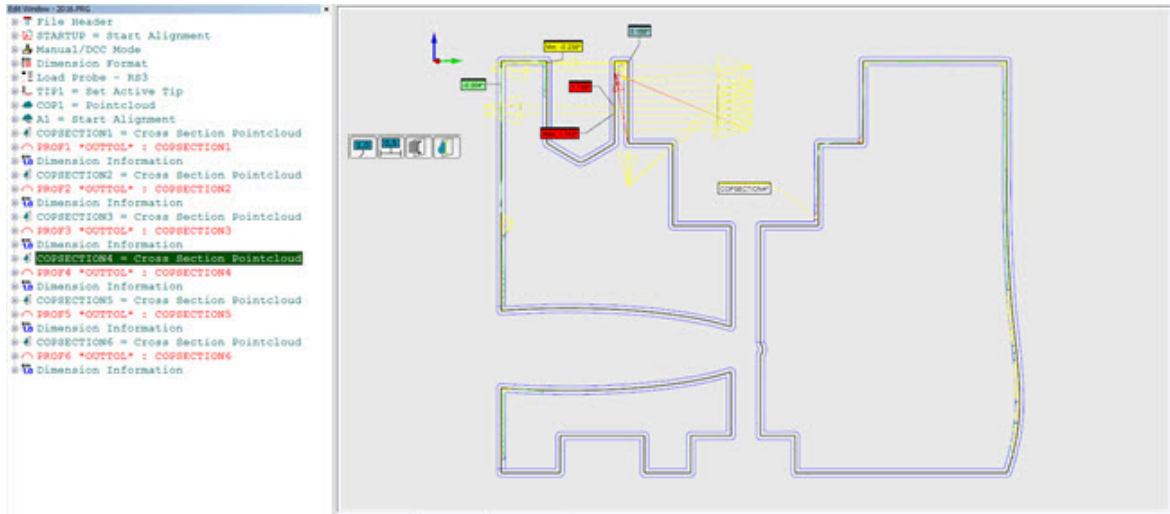 Edit Window - 2016.PRG
File Header
STARTUP = Start Alignment
Manual/DCC Mode
Dimension Format
Load Probe - RS3
TIP1 = Set Active Tip
COP1 = Pointcloud
A1 = Start Alignment
COPSECTION1 = Cross Section Pointcloud
PROF1 *OUTTOL* : COPSECTION1
Dimension Information
COPSECTION2 = Cross Section Pointcloud
PROF2 *OUTTOL* : COPSECTION2
Dimension Information
COPSECTION3 = Cross Section Pointcloud
PROF3 *OUTTOL* : COPSECTION3
Dimension Information
COPSECTION4 = Cross Section Pointcloud
PROF4 *OUTTOL* : COPSECTION4
Dimension Information
COPSECTION5 = Cross Section Pointcloud
PROF5 *OUTTOL* : COPSECTION5
Dimension Information
COPSECTION6 = Cross Section Pointcloud
PROF6 *OUTTOL* : COPSECTION6
Dimension Information
COPSECTION4